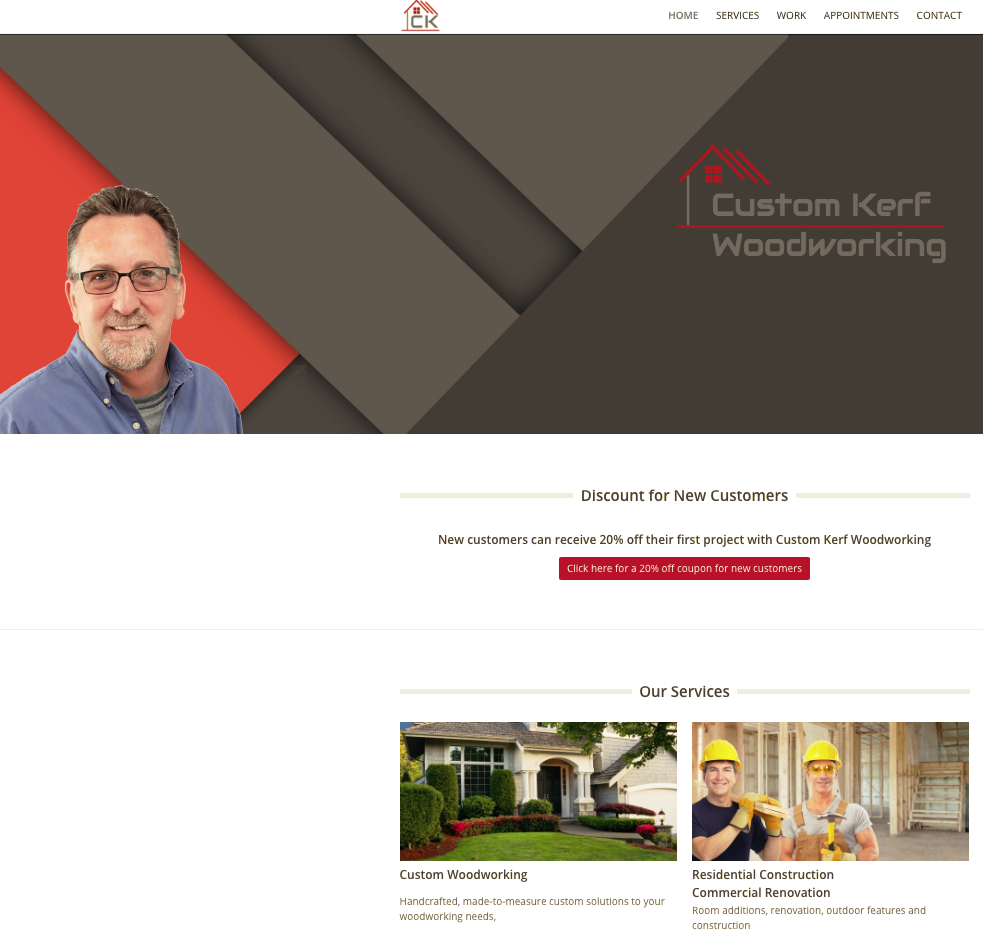 CK
HOME SERVICES WORK APPOINTMENTS CONTACT
Custom Kerf
Woodworking
Discount for New Customers
New customers can receive 20% off their first project with Custom Kerf Woodworking
Click here for a 20% off coupon for new customers
Our Services
Custom Woodworking
Handcrafted, made-to-measure custom solutions to your
woodworking needs,
Residential Construction
Commercial Renovation
Room additions, renovation, outdoor features and
construction